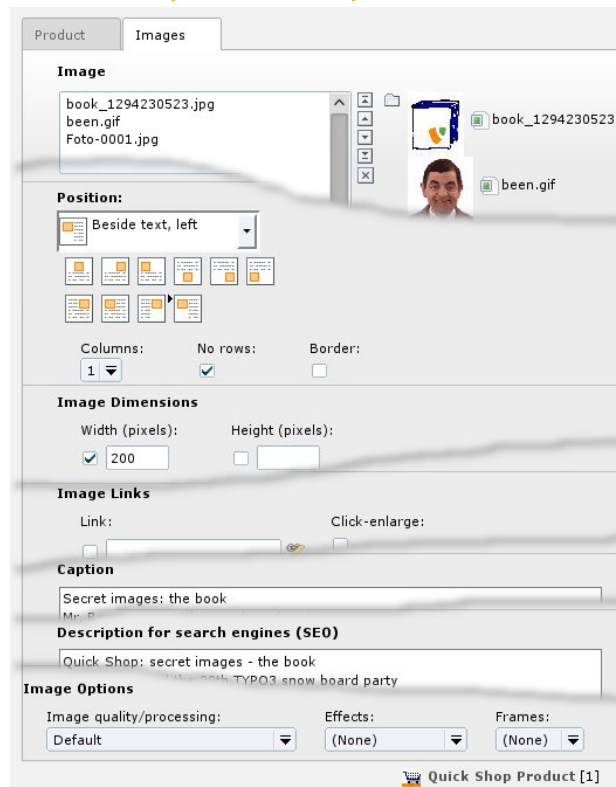 Product Images
Image
book_1294230523.jpg
been.gif
Foto-0001.jpg
book_1294230523
been.gif
Position:
Beside text, left
Columns: No rows: Border:
1
Image Dimensions
Width (pixels): Height (pixels):
200
Image Links
Link: Click-enlarge:
Caption
Secret images: the book
Description for search engines (SEO)
Quick Shop: secret images - the book
TYPO3 snow board party
Image Options
Image quality/processing: Effects: Frames:
Default (None) (None)
Quick Shop Product [1]